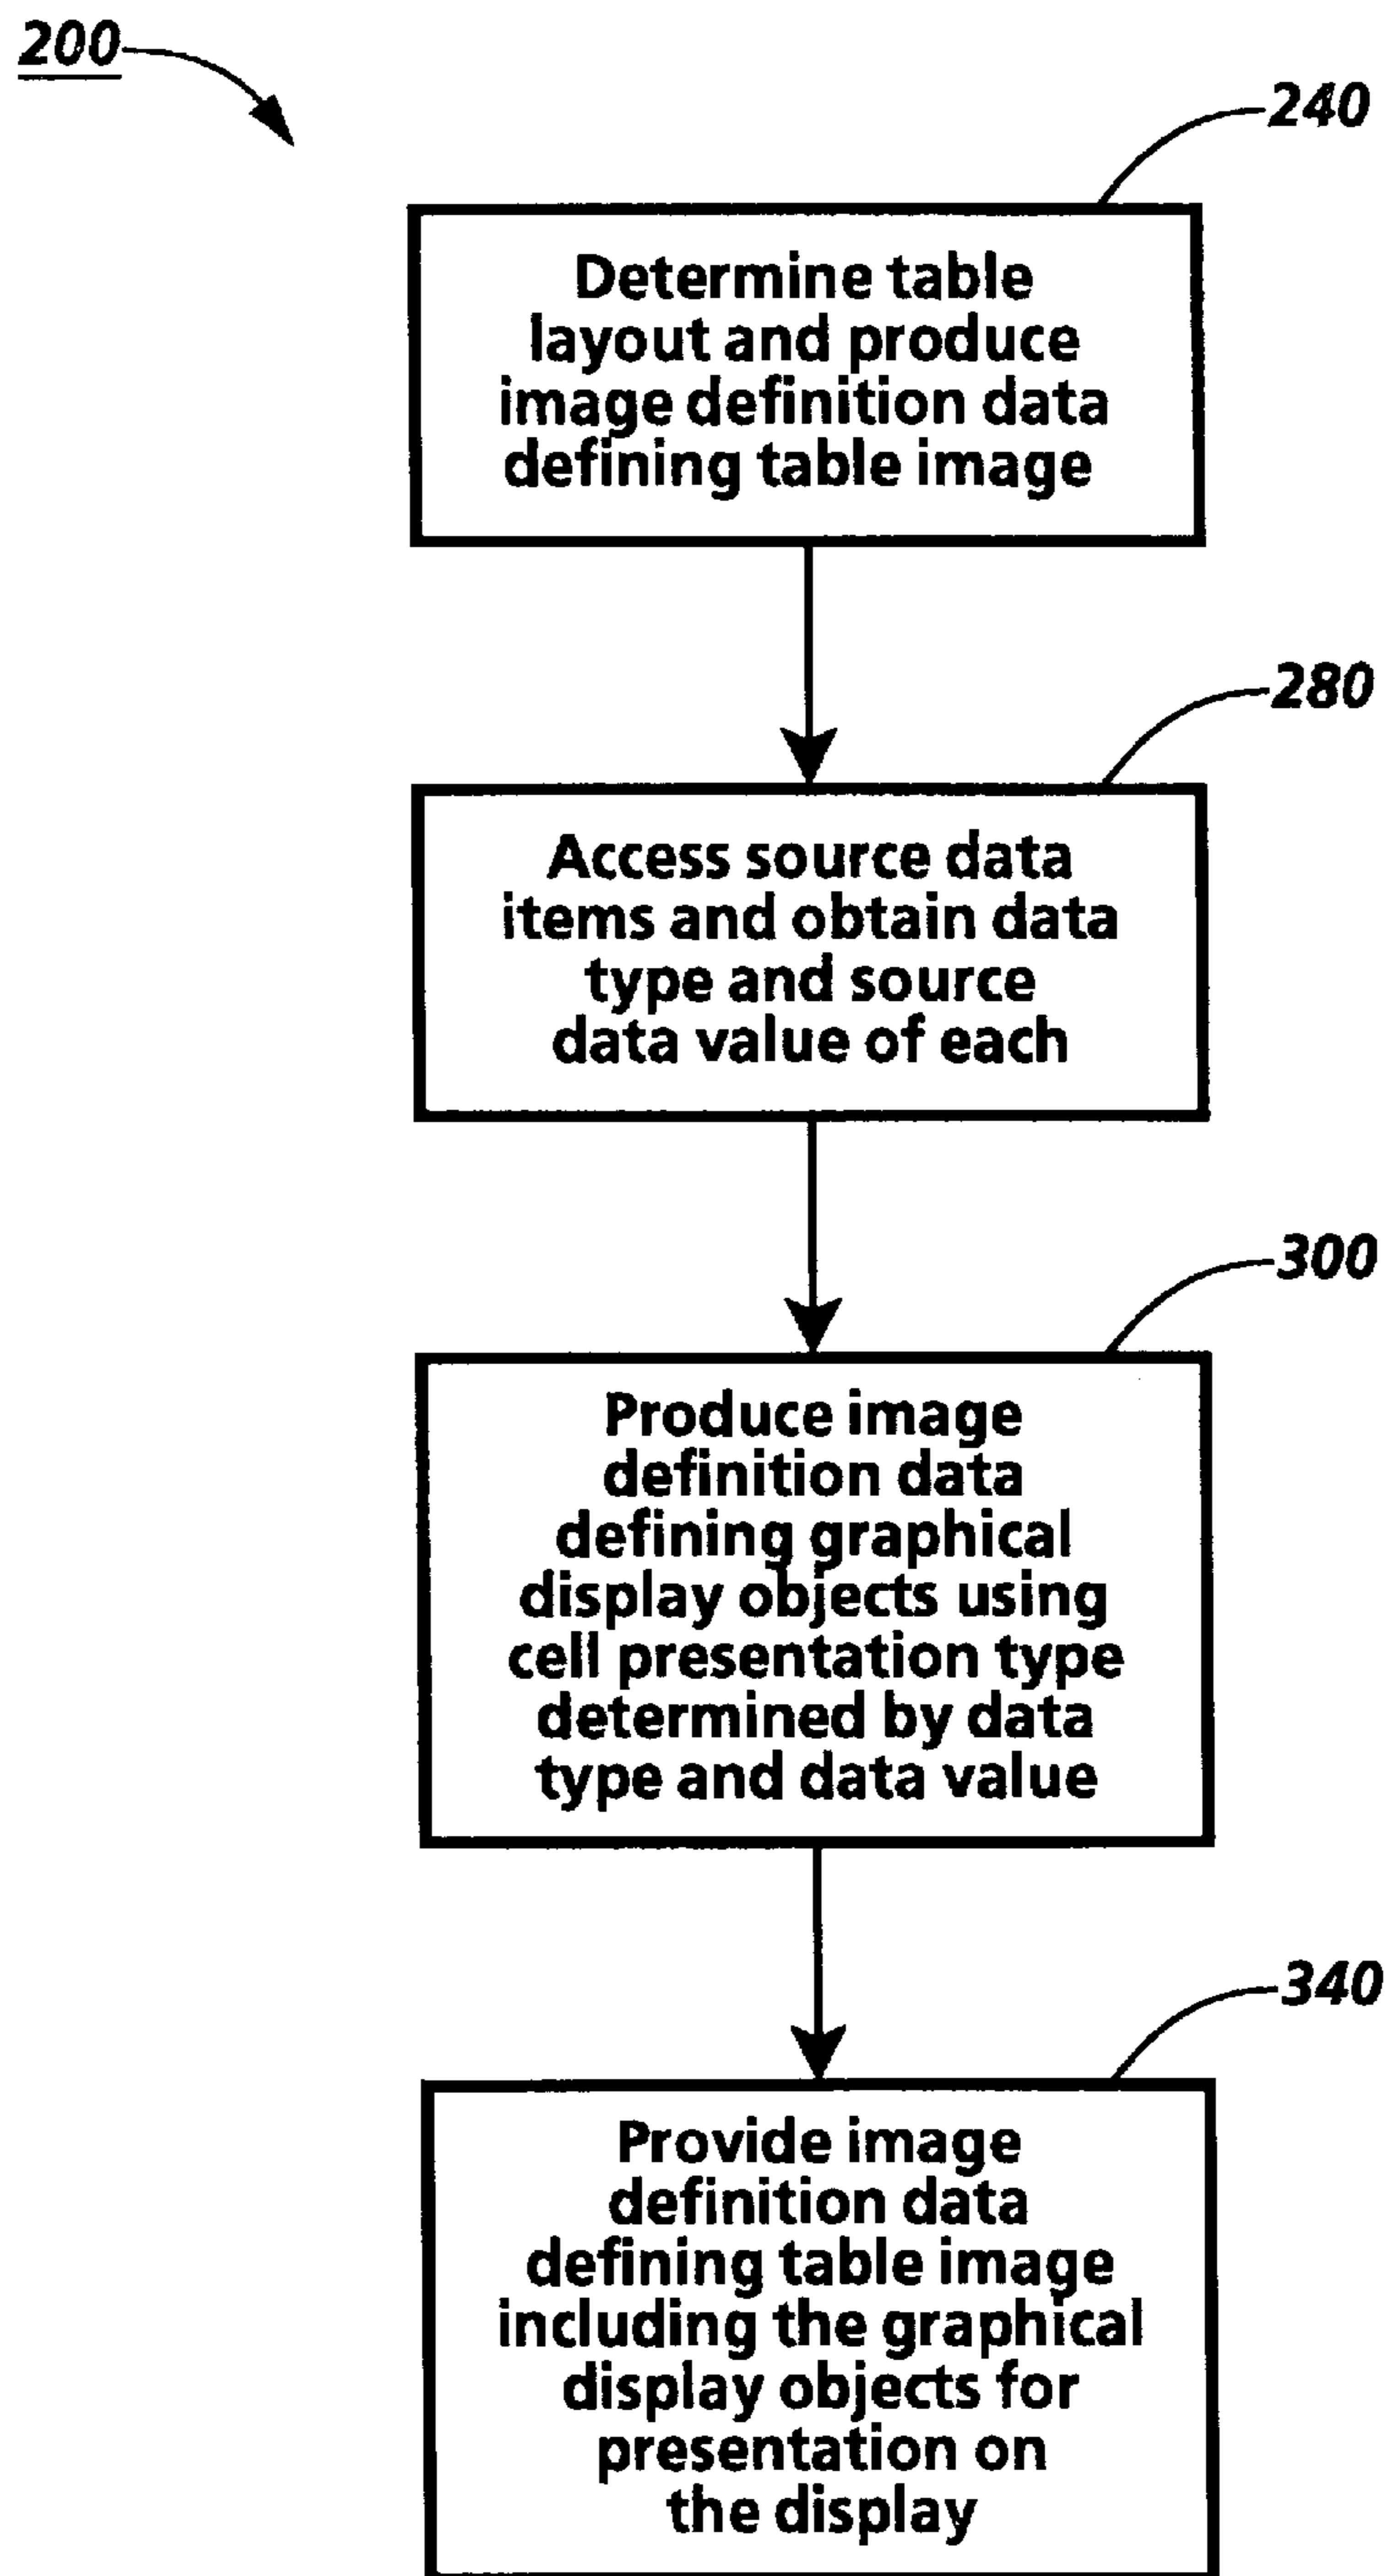 200
240
Determine table
layout and produce
image definition data
defining table image
280
Access source data
items and obtain data
type and source
data value of each
300
Produce image
definition data
defining graphical
display objects using
cell presentation type
determined by data
type and data value
340
Provide image
definition data
defining table image
including the graphical
display objects for
presentation on
the display